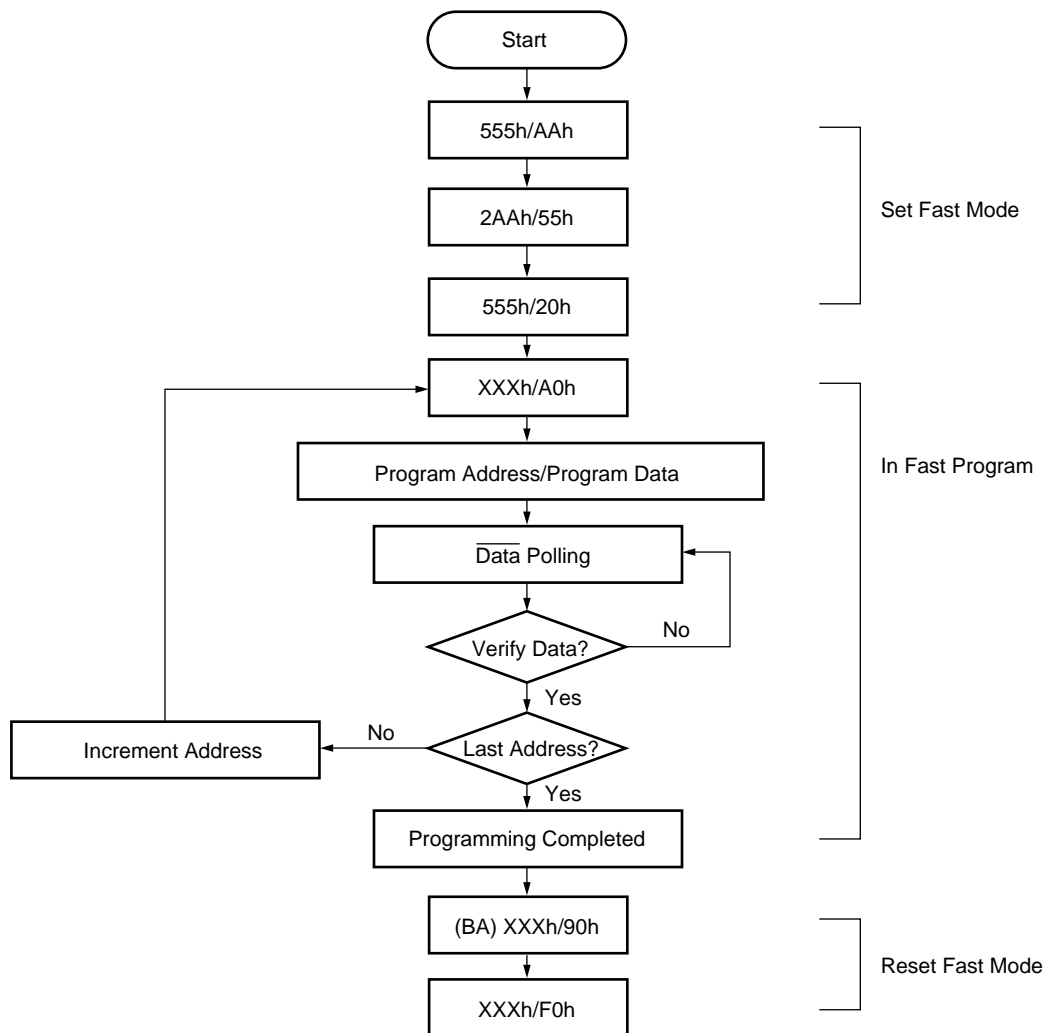 Start
555h/AAh
2AAh/55h
Set Fast Mode
555h/20h
XXXh/A0h
In Fast Program
Program Address/Program Data
Data Polling
Verify Data?
No
Yes
Last Address?
No
Increment Address
Yes
Programming Completed
(BA) XXXh/90h
Reset Fast Mode
XXXh/F0h